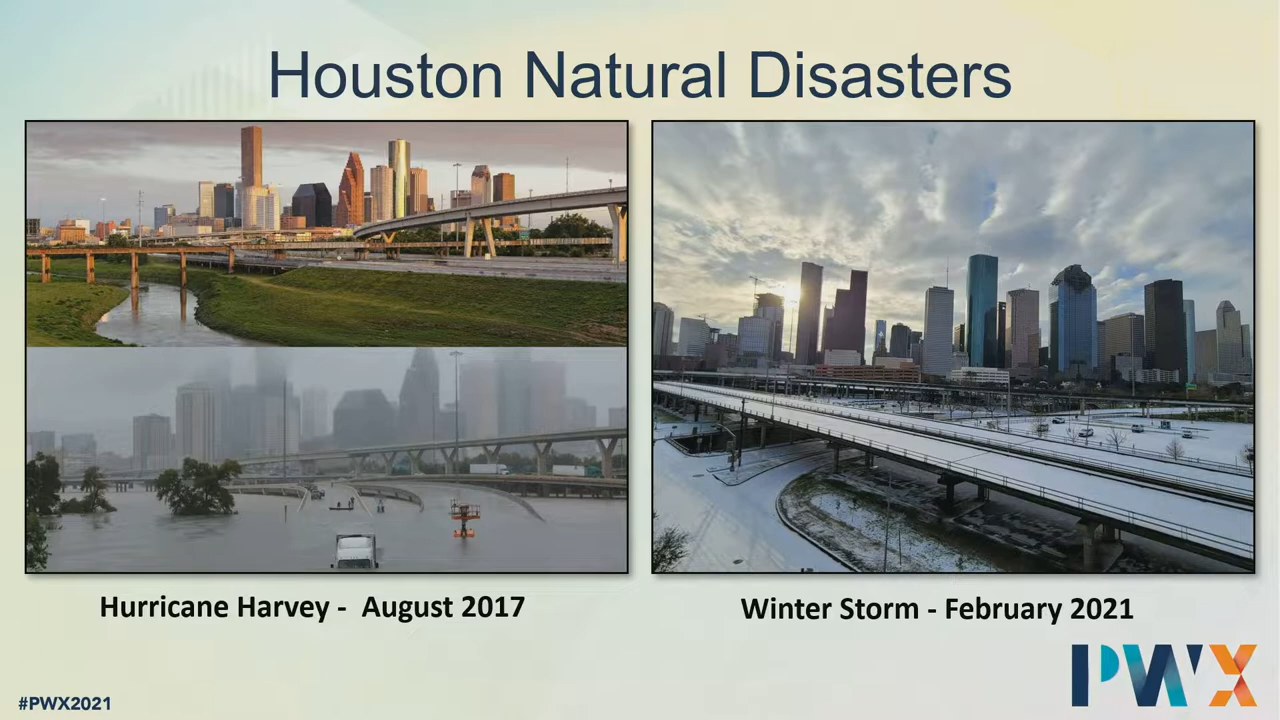 Houston Natural Disasters
Hurricane Harvey -  August 2017
Winter Storm - February 2021
PWX
#PWX2021